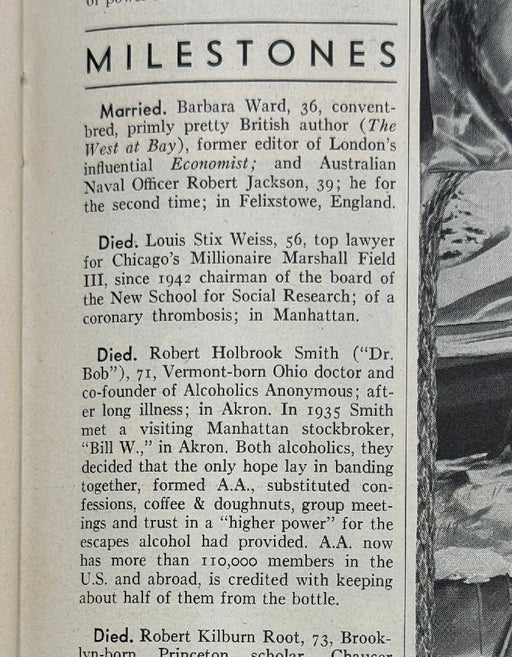 MILESTONES
Married. Barbara Ward, 36, convent-
bred, primly pretty British author (The
West at Bay), former editor of London's
influential Economist; and Australian
Naval Officer Robert Jackson, 39; he for
the second time; in Felixstowe, England.
Died. Louis Stix Weiss, 56, top lawyer
for Chicago's Millionaire Marshall Field
III, since 1942 chairman of the board of
the New School for Social Research; of a
coronary thrombosis; in Manhattan.
Died. Robert Holbrook Smith ("Dr.
Bob"), 71, Vermont-born Ohio doctor and
co-founder of Alcoholics Anonymous; aft-
er long illness; in Akron. In 1935 Smith
met a visiting Manhattan stockbroker,
"Bill W.," in Akron. Both alcoholics, they
decided that the only hope lay in banding
together, formed A.A., substituted con-
fessions, coffee & doughnuts, group meet-
ings and trust in a "higher power" for the
escapes alcohol had provided. A.A. now
has more than 110,000 members in the
U.S. and abroad, is credited with keeping
about half of them from the bottle.
Died. Robert Kilburn Root, 73, Brook-
lyn-born Princeton scholar, Chaucer